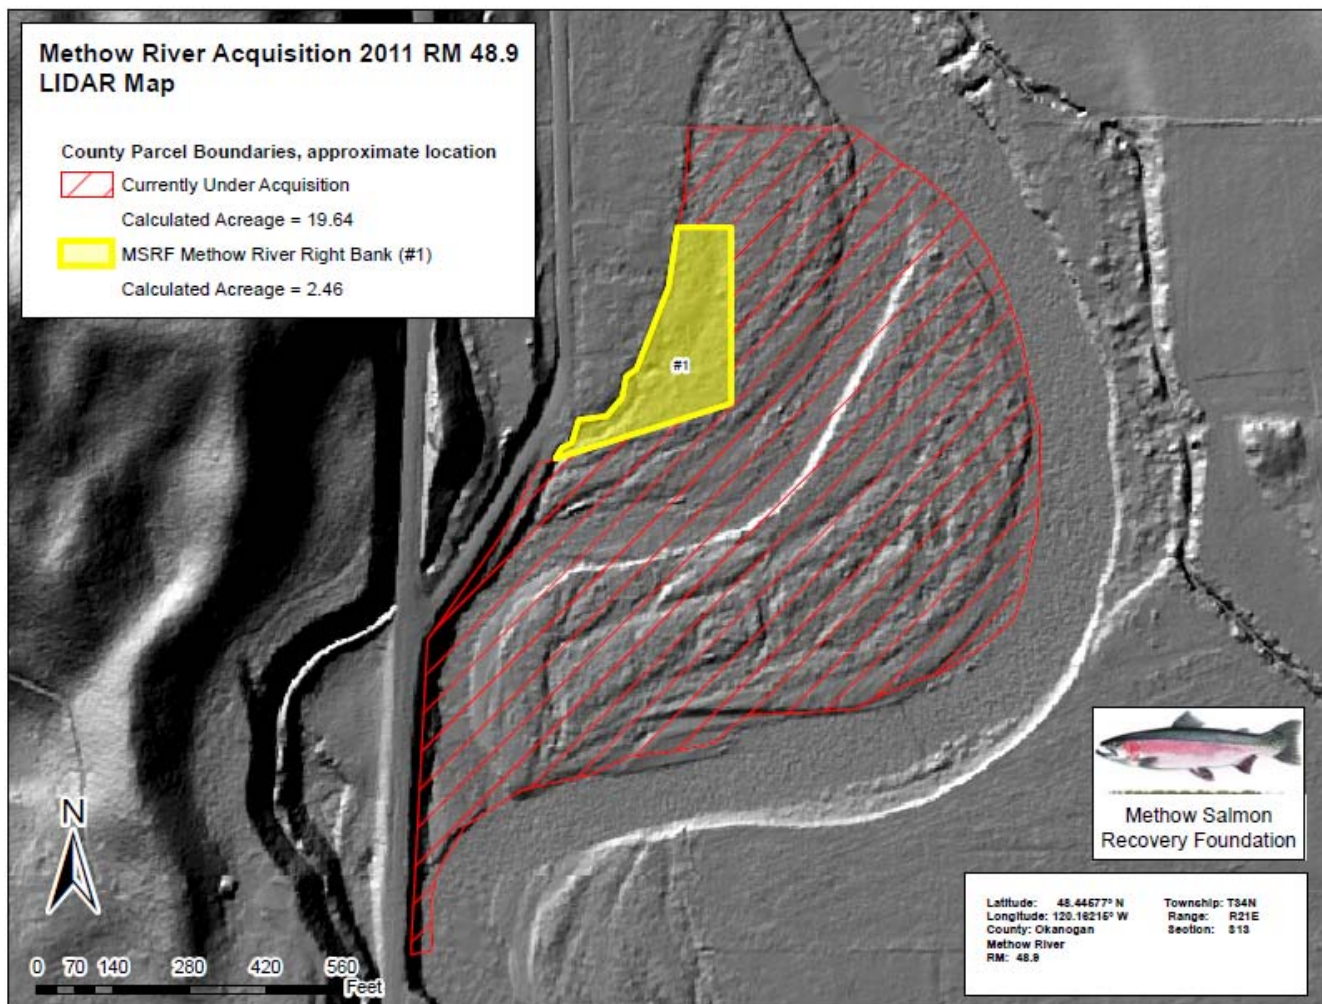 Methow River Acquisition 2011 RM 48.9
LIDAR Map
County Parcel Boundaries, approximate location
Currently Under Acquisition
Calculated Acreage = 19.64
MSRF Methow River Right Bank (#1)
Calculated Acreage = 2.46
#1
N
0 70 140 280 420 560
Feet
Methow Salmon
Recovery Foundation
Latitude: 48.44577° N Township: T34N
Longitude: 120.16215° W Range: R21E
County: Okanogan Section: S13
Methow River
RM: 48.9